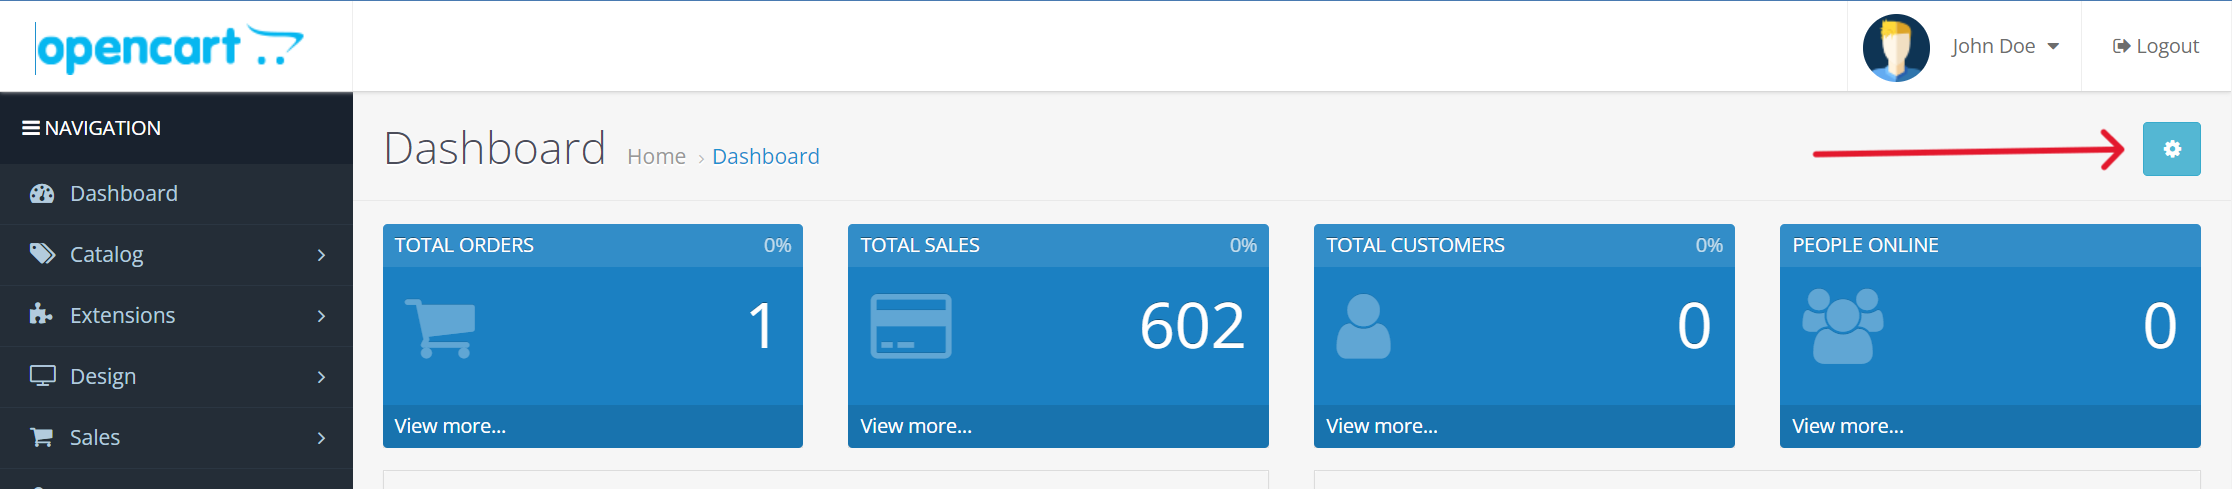 opencart
John Doe
Logout
NAVIGATION
Dashboard
Catalog
Extensions
Design
Sales
Dashboard Home › Dashboard
TOTAL ORDERS 0%
1
View more...
TOTAL SALES 0%
602
View more...
TOTAL CUSTOMERS 0%
0
View more...
PEOPLE ONLINE
0
View more...